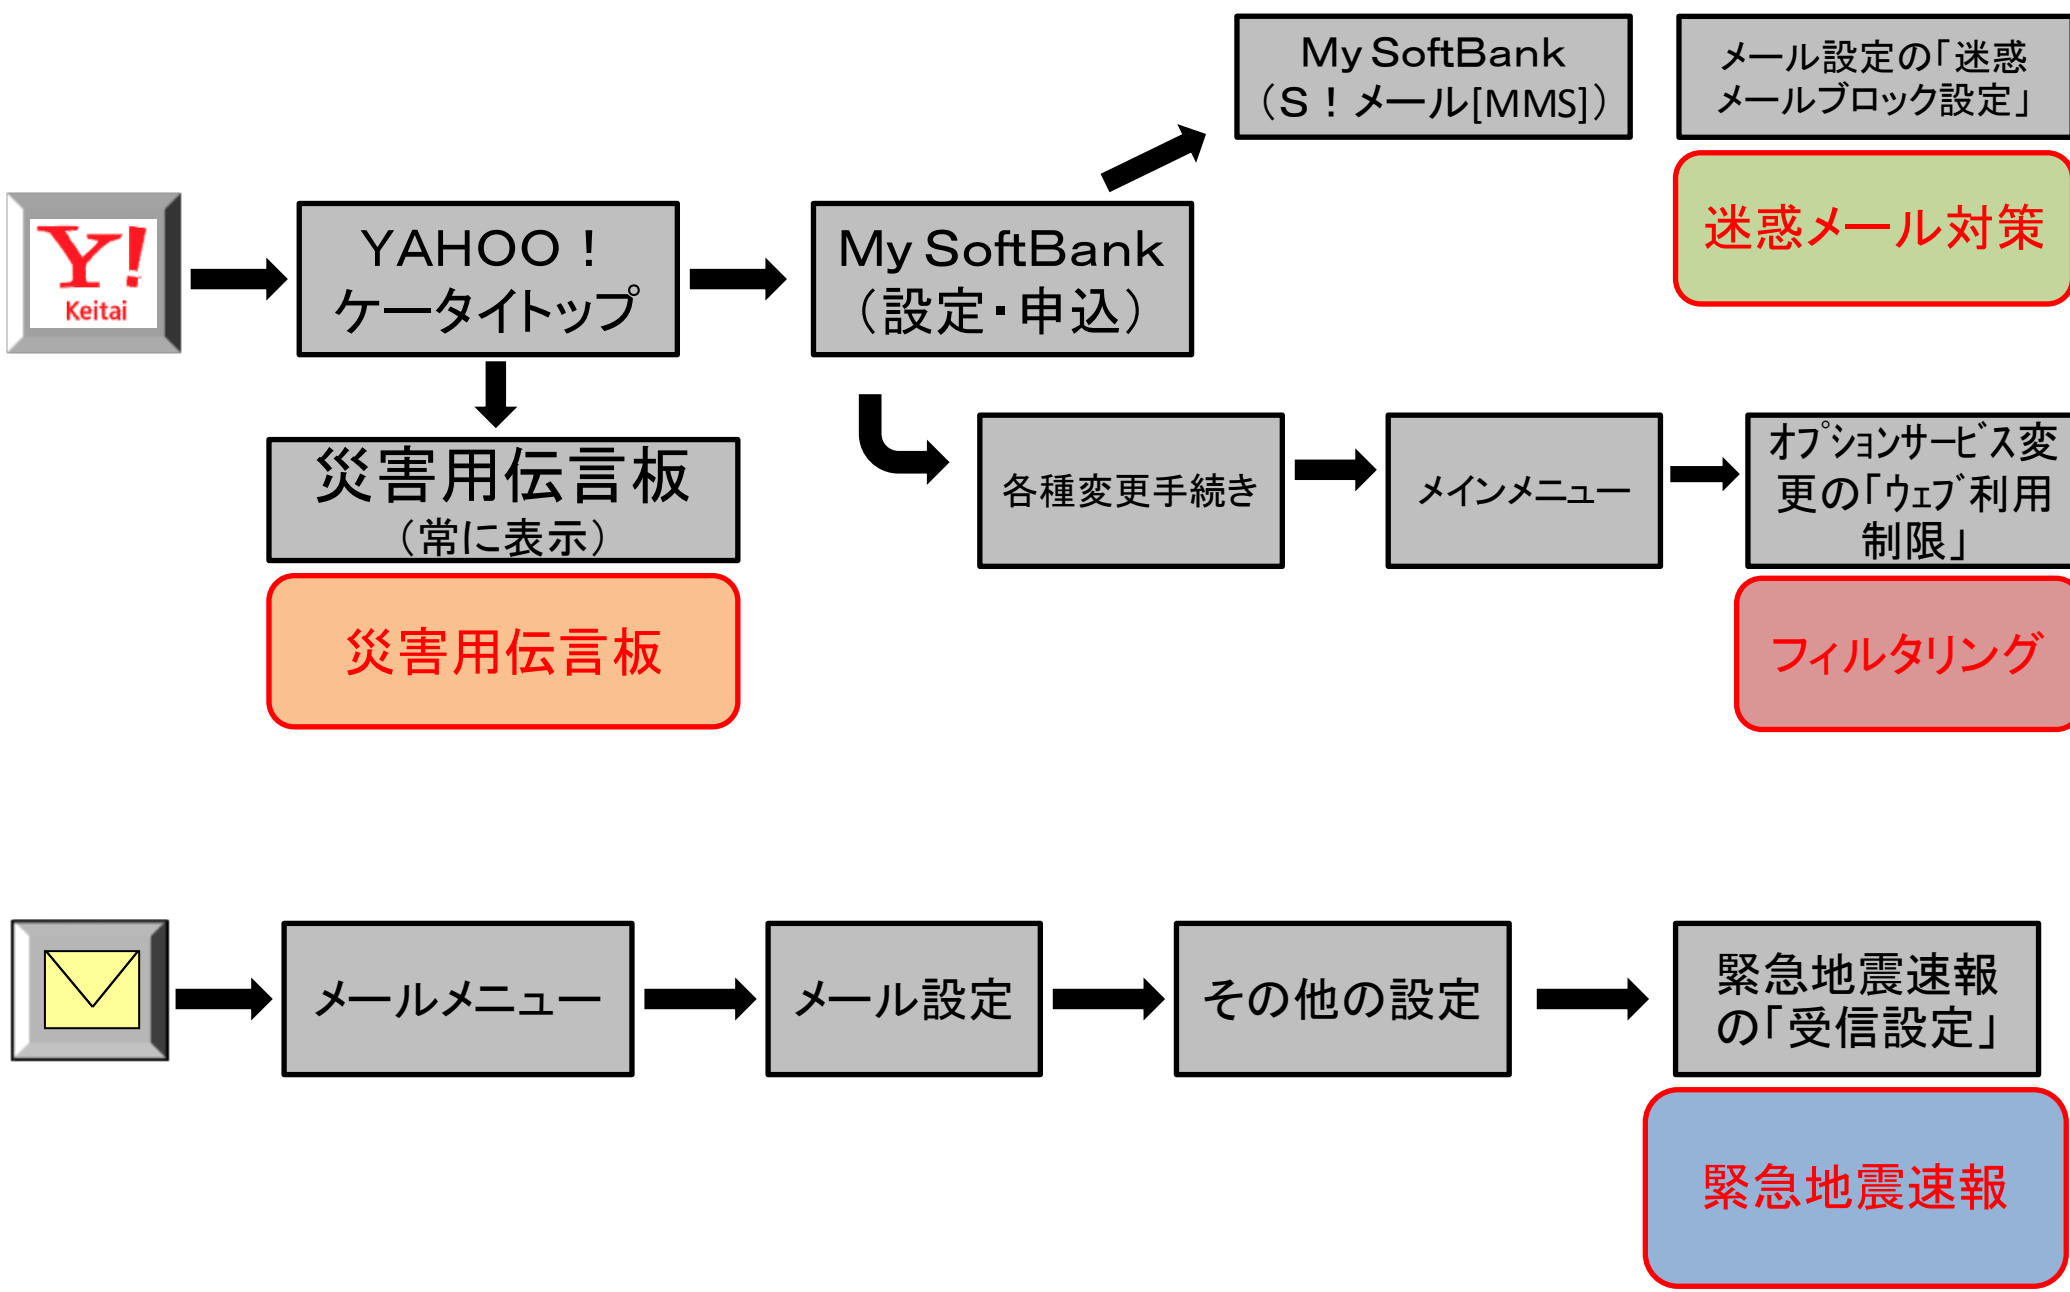 My SoftBank
（S！メール[MMS]）
メール設定の「迷惑
メールブロック設定」
迷惑メール対策
Y!
Keitai
YAHOO！
ケータイトップ
My SoftBank
（設定・申込）
災害用伝言板
（常に表示）
災害用伝言板
各種変更手続き
メインメニュー
ｵﾌﾟｼｮﾝｻｰﾋﾞｽ変
更の「ｳｪﾌﾞ利用
制限」
フィルタリング
メールメニュー
メール設定
その他の設定
緊急地震速報
の「受信設定」
緊急地震速報